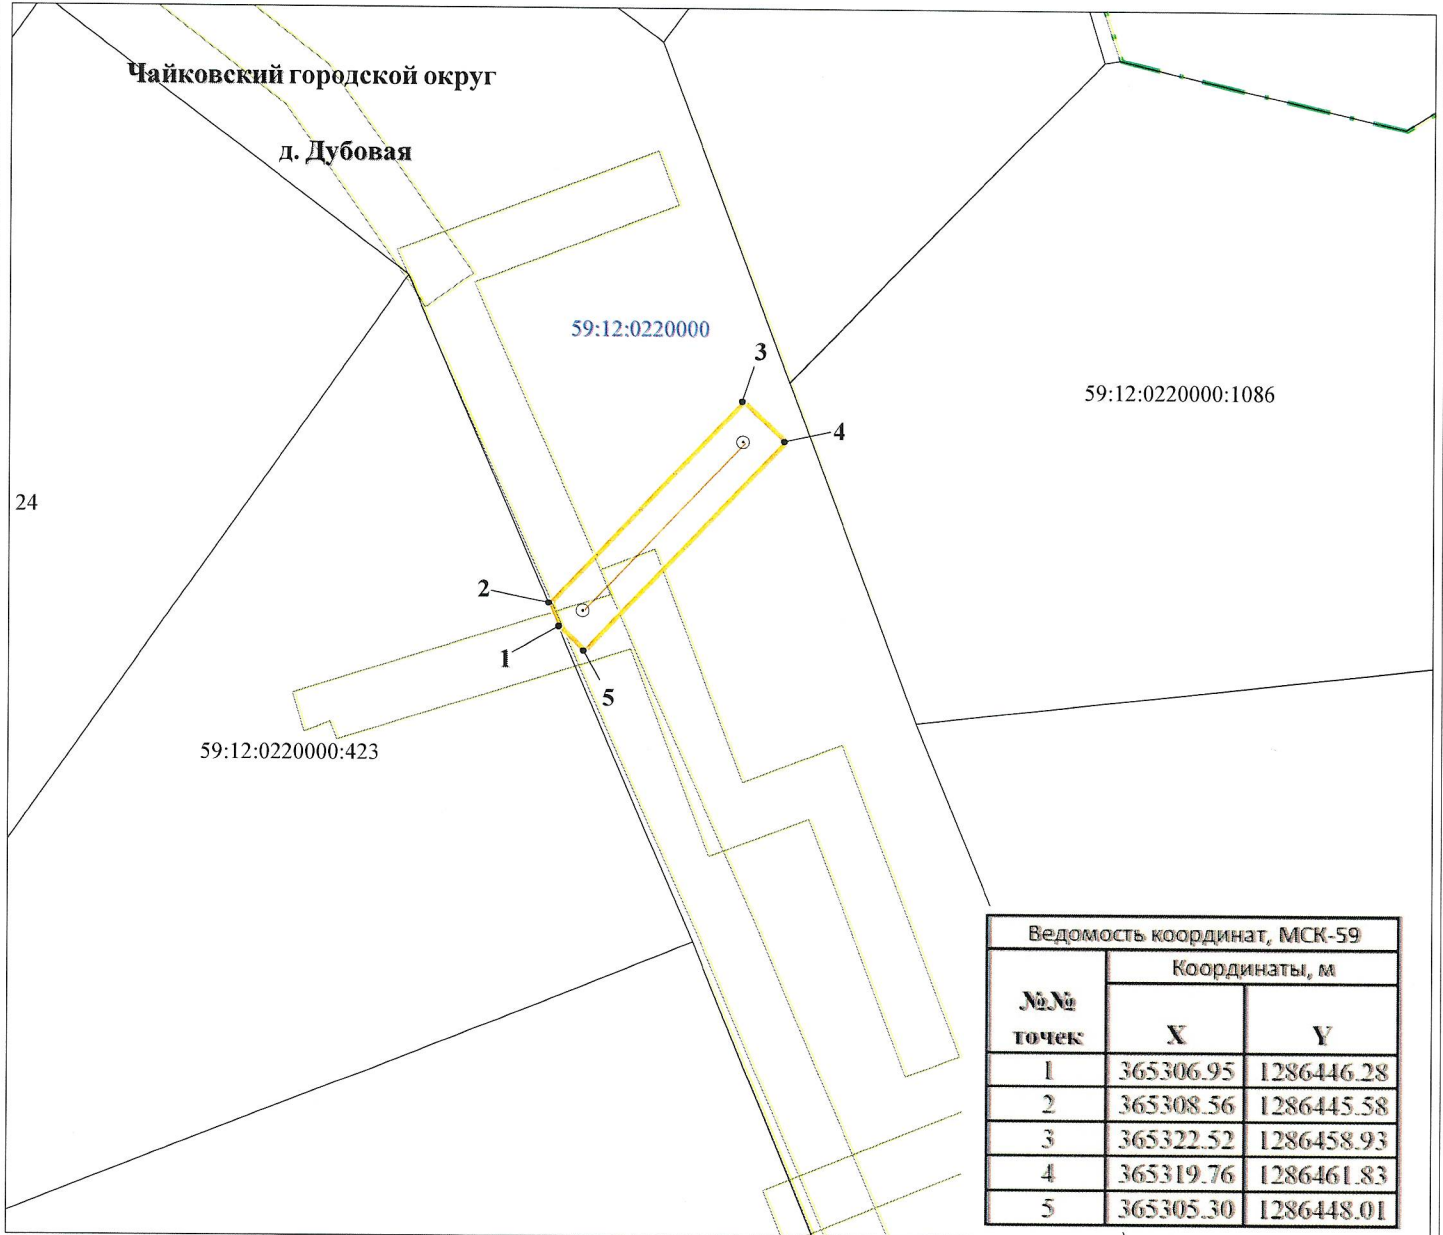 Чайковский городской округ
д. Дубовая
59:12:0220000
3
59:12:0220000:1086
4
24
2
1
5
59:12:0220000:423
Ведомость координат, МСК-59
№№ точек
Координаты, м
X Y
1 365306.95 1286446.28
2 365308.56 1286445.58
3 365322.52 1286458.93
4 365319.76 1286461.83
5 365305.30 1286448.01